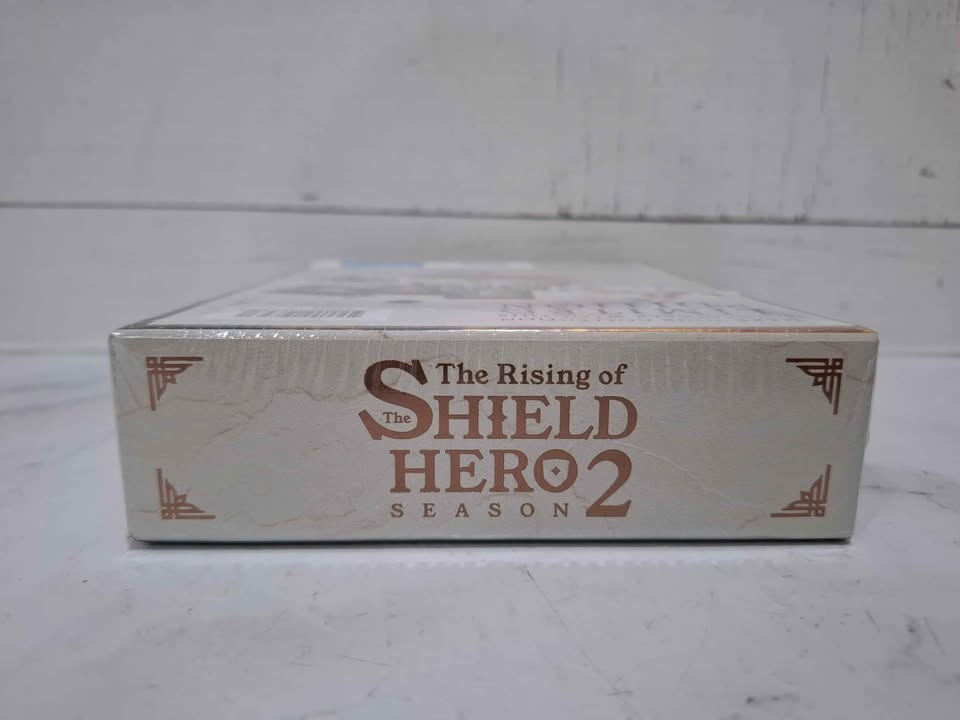 The Rising of
The SHIELD
HERO 2
SEASON